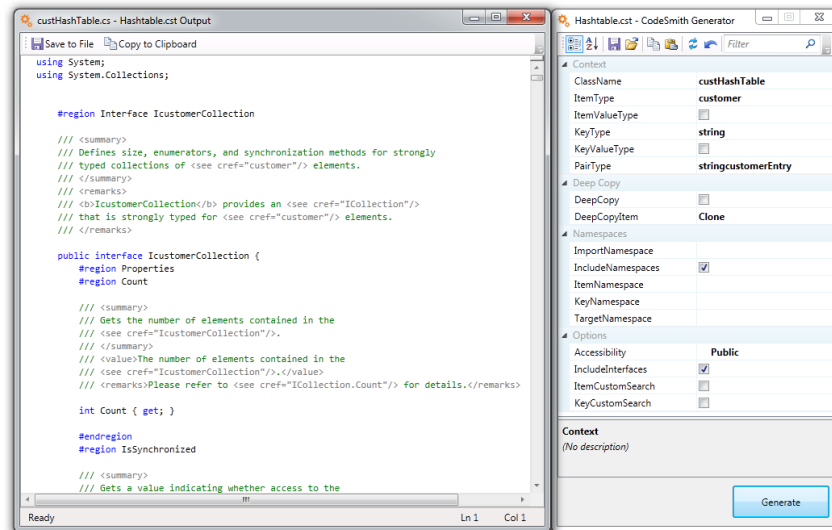 custHashTable.cs - Hashtable.cst Output
Save to File Copy to Clipboard
using System;
using System.Collections;
#region Interface IcustomerCollection
/// <summary>
/// Defines size, enumerators, and synchronization methods for strongly
/// typed collections of <see cref="customer"/> elements.
/// </summary>
/// <remarks>
/// <b>IcustomerCollection</b> provides an <see cref="ICollection"/>
/// that is strongly typed for <see cref="customer"/> elements.
/// </remarks>
public interface IcustomerCollection {
#region Properties
#region Count
/// <summary>
/// Gets the number of elements contained in the
/// <see cref="IcustomerCollection"/>.
/// </summary>
/// <value>The number of elements contained in the
/// <see cref="IcustomerCollection"/>.</value>
/// <remarks>Please refer to <see cref="ICollection.Count"/> for details.</remarks>
int Count { get; }
#endregion
#region IsSynchronized
/// <summary>
/// Gets a value indicating whether access to the
Ready Ln 1 Col 1
Hashtable.cst - CodeSmith Generator
Filter
Context
ClassName custHashTable
ItemType customer
ItemValueType
KeyType string
KeyValueType
PairType stringcustomerEntry
Deep Copy
DeepCopy
DeepCopyItem Clone
Namespaces
ImportNamespace
IncludeNamespaces
ItemNamespace
KeyNamespace
TargetNamespace
Options
Accessibility Public
IncludeInterfaces
ItemCustomSearch
KeyCustomSearch
Context
(No description)
Generate